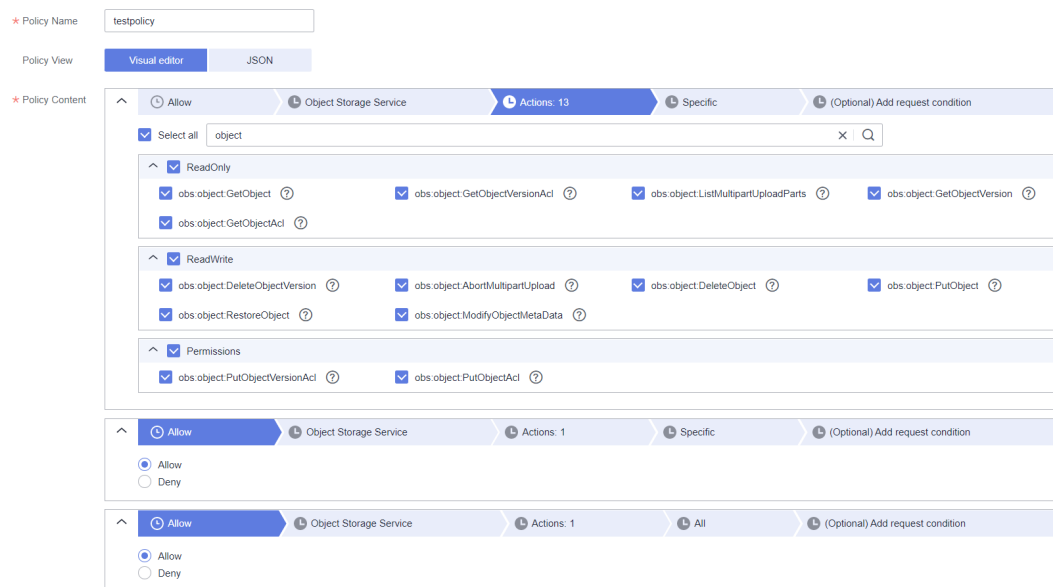 * Policy Name testpolicy
Policy View Visual editor JSON
* Policy Content Allow Object Storage Service Actions: 13 Specific (Optional) Add request condition
Select all object
ReadOnly
obs:object:GetObject ? obs:object:GetObjectVersionAcl ? obs:object:ListMultipartUploadParts ? obs:object:GetObjectVersion ?
obs:object:GetObjectAcl ?
ReadWrite
obs:object:DeleteObjectVersion ? obs:object:AbortMultipartUpload ? obs:object:DeleteObject ? obs:object:PutObject ?
obs:object:RestoreObject ? obs:object:ModifyObjectMetaData ?
Permissions
obs:object:PutObjectVersionAcl ? obs:object:PutObjectAcl ?
Allow Object Storage Service Actions: 1 Specific (Optional) Add request condition
Allow
Deny
Allow Object Storage Service Actions: 1 All (Optional) Add request condition
Allow
Deny